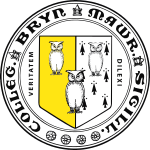 COLLEG. BRYN MAWR. SIGILL.
VERITATEM
DILEXI